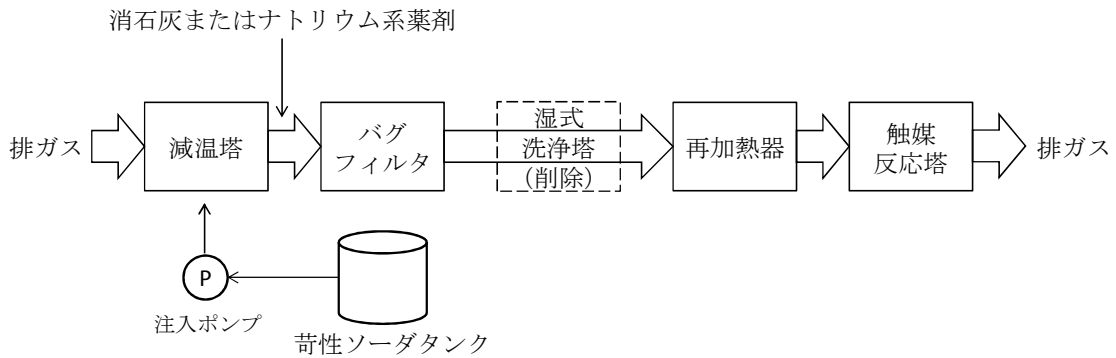 消石灰またはナトリウム系薬剤
排ガス
減温塔
バグ
フィルタ
湿式
洗浄塔
(削除)
再加熱器
触媒
反応塔
排ガス
P
注入ポンプ
苛性ソーダタンク